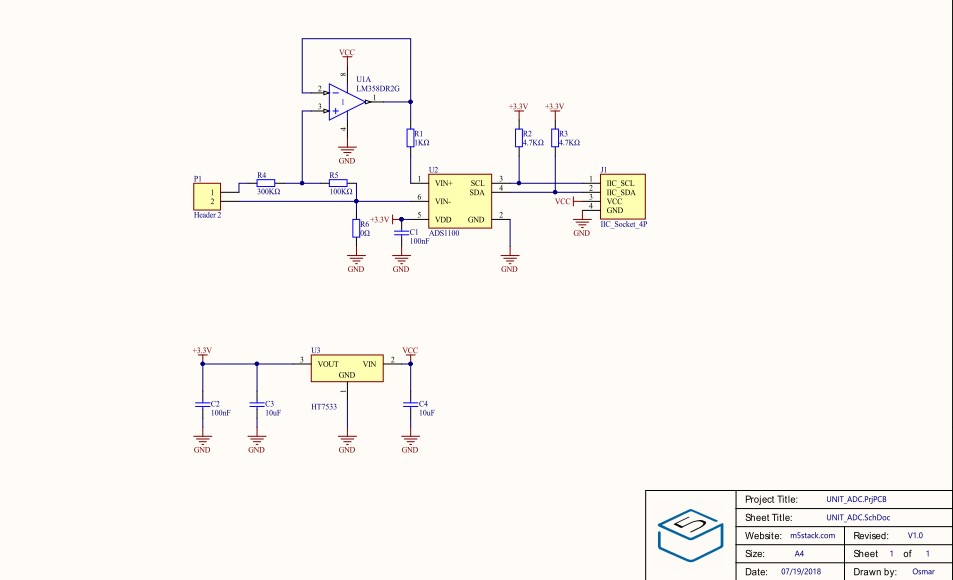 VCC
8
U1A
LM358DR2G
2
1
1
3
4
GND
+3.3V +3.3V
R1
1KΩ
R2
4.7KΩ
R3
4.7KΩ
P1
1
2
Header 2
R4
300KΩ
R5
100KΩ
R6
0Ω
GND
+3.3V
C1
100nF
GND
U2
1 VIN+ SCL 3
SDA 4
6 VIN-
5 VDD GND 2
ADS1100
GND
J1
1 IIC_SCL
2 IIC_SDA
VCC 3 VCC
4 GND
GND
IIC_Socket_4P
+3.3V
U3
VCC
3 VOUT VIN 2
GND
1
HT7533
C2
100nF
C3
10uF
C4
10uF
GND GND GND GND
5
Project Title: UNIT_ADC.PrjPCB
Sheet Title: UNIT_ADC.SchDoc
Website: m5stack.com Revised: V1.0
Size: A4 Sheet 1 of 1
Date: 07/19/2018 Drawn by: Osmar